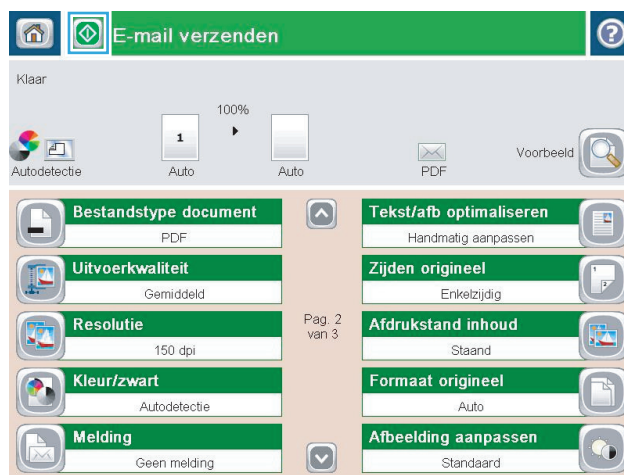 E-mail verzenden
Klaar
100%
1
Autodetectie
Auto
Auto
PDF
Voorbeeld
Bestandstype document
PDF
Uitvoerkwaliteit
Gemiddeld
Resolutie
150 dpi
Kleur/zwart
Autodetectie
Melding
Geen melding
Pag. 2
van 3
Tekst/afb optimaliseren
Handmatig aanpassen
Zijden origineel
Enkelzijdig
Afdrukstand inhoud
Staand
Formaat origineel
Auto
Afbeelding aanpassen
Standaard